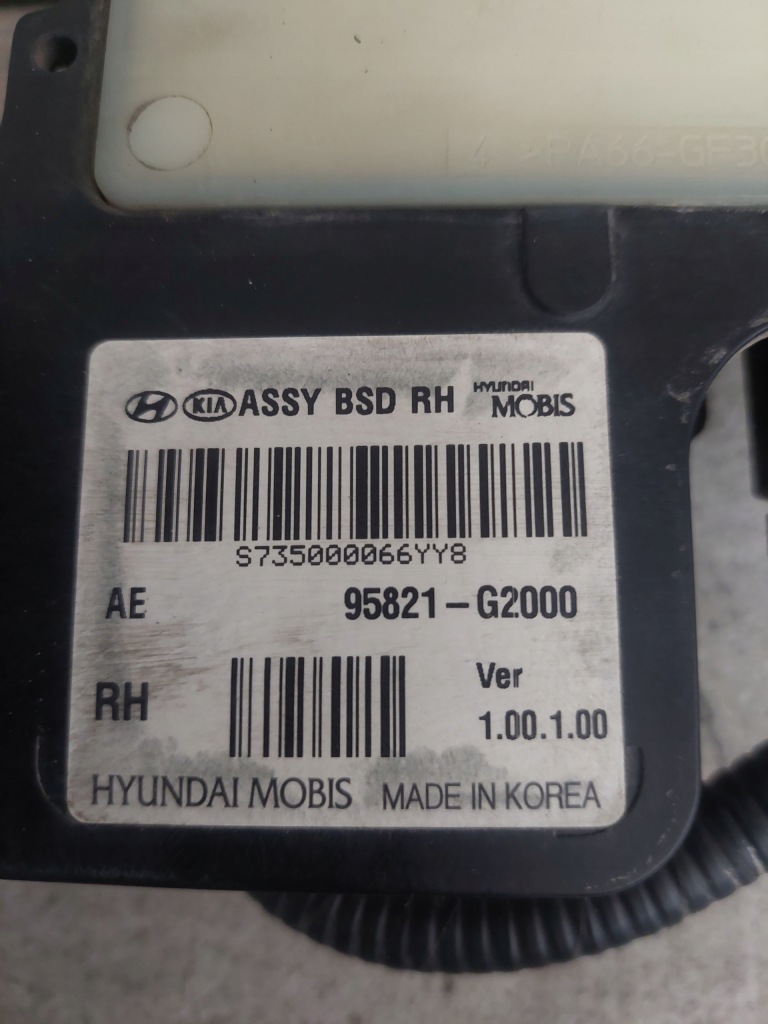 4 >PA66-GF30
KIA ASSY BSD RH HYUNDAI MOBIS
S735000066YY8
AE 95821-G2000
RH Ver
1.00.1.00
HYUNDAI MOBIS MADE IN KOREA